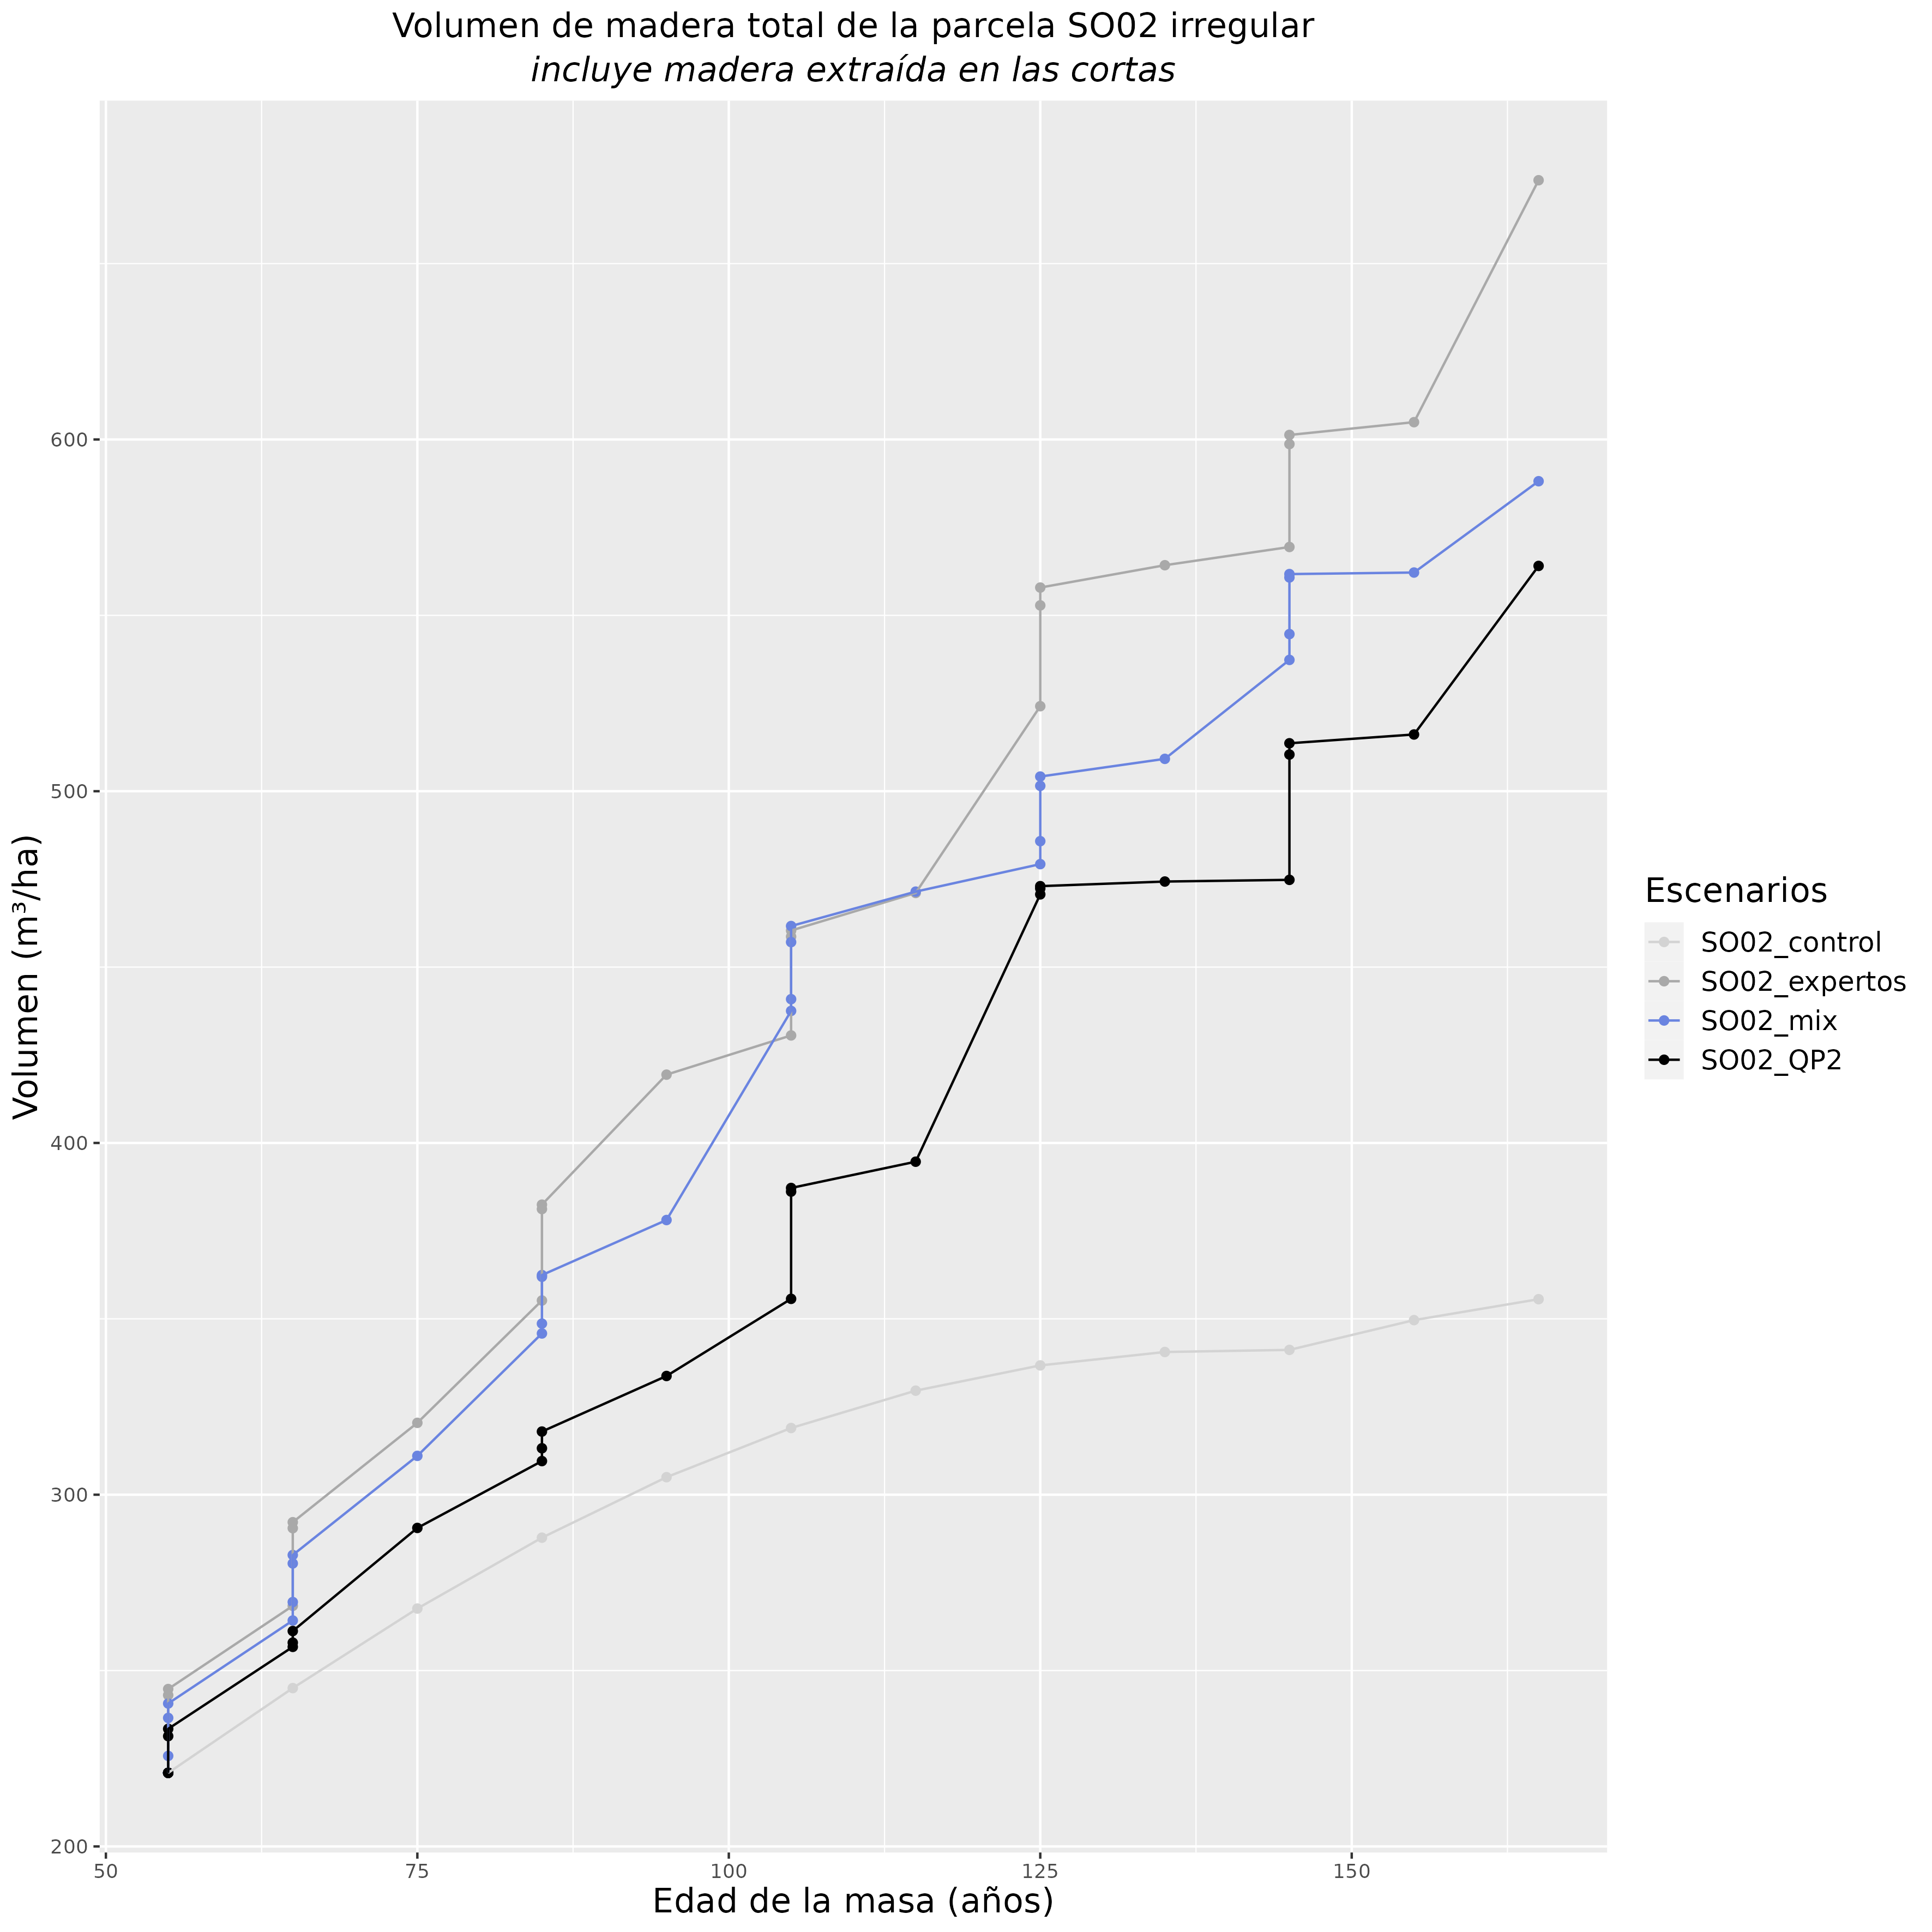 Volumen de madera total de la parcela SO02 irregular
incluye madera extraída en las cortas
Volumen (m³/ha)
600
500
400
300
200
50
75
100
125
150
Edad de la masa (años)
Escenarios
SO02_control
SO02_expertos
SO02_mix
SO02_QP2